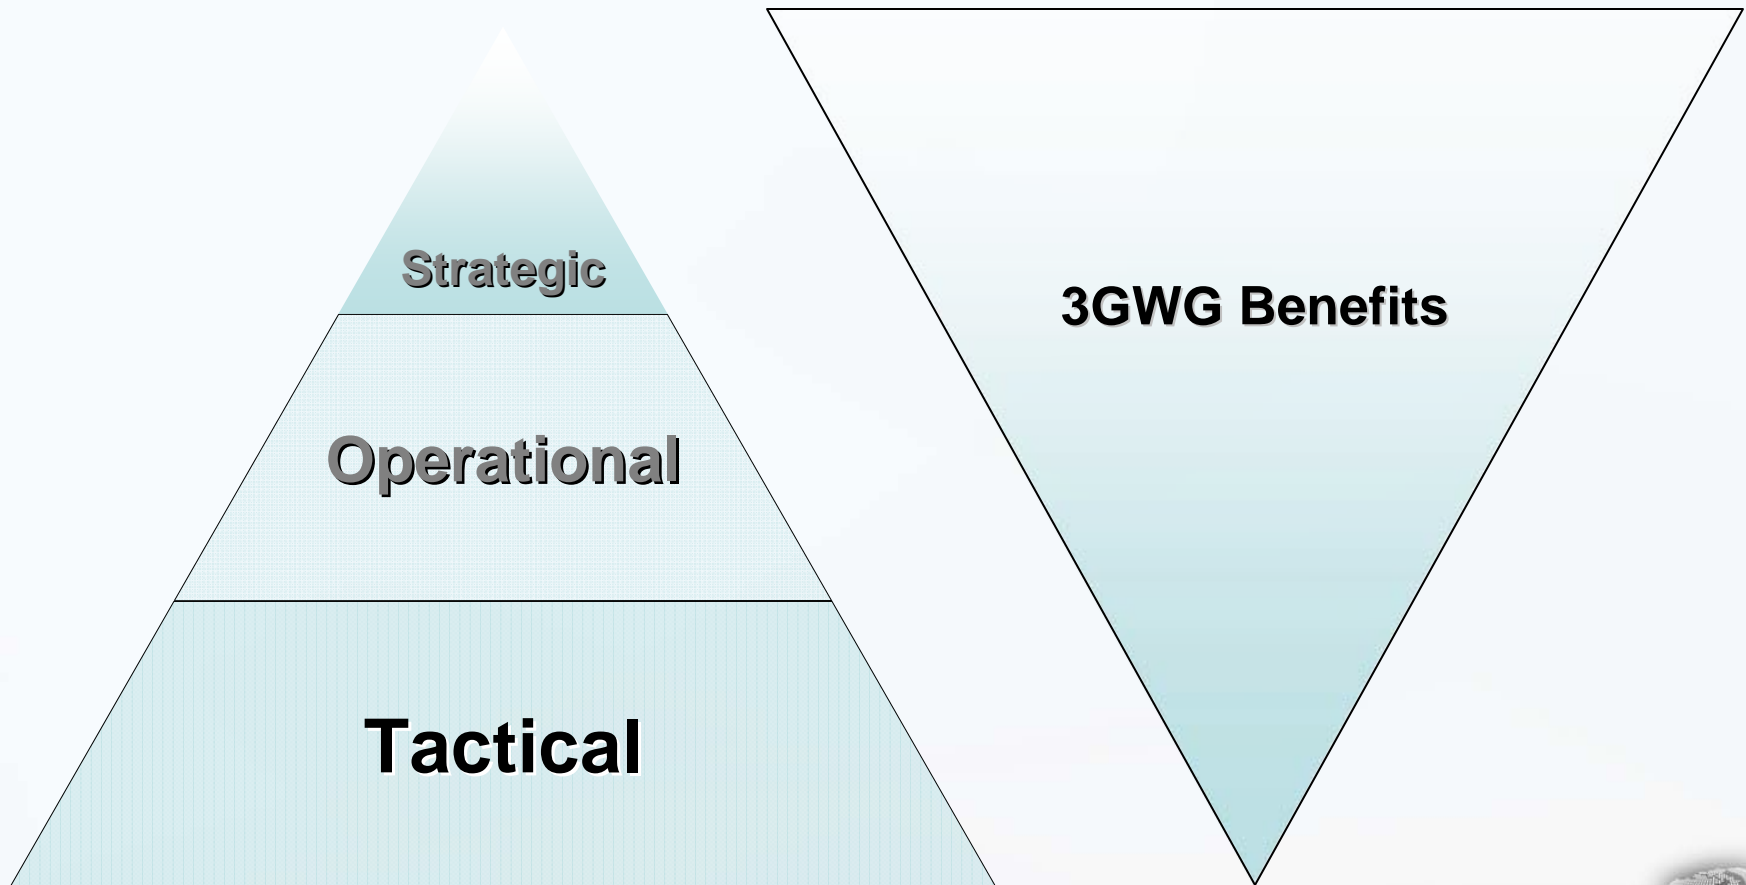 Strategic
Operational
Tactical
3GWG Benefits